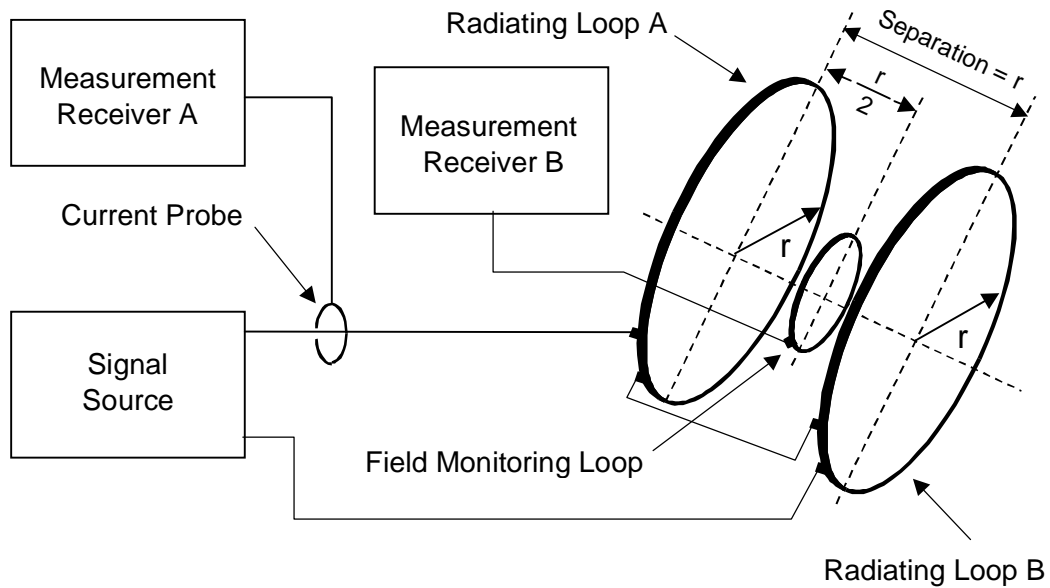 Measurement
Receiver A
Radiating Loop A
Separation = r
r
2
Measurement
Receiver B
Current Probe
r
r
Signal
Source
Field Monitoring Loop
Radiating Loop B